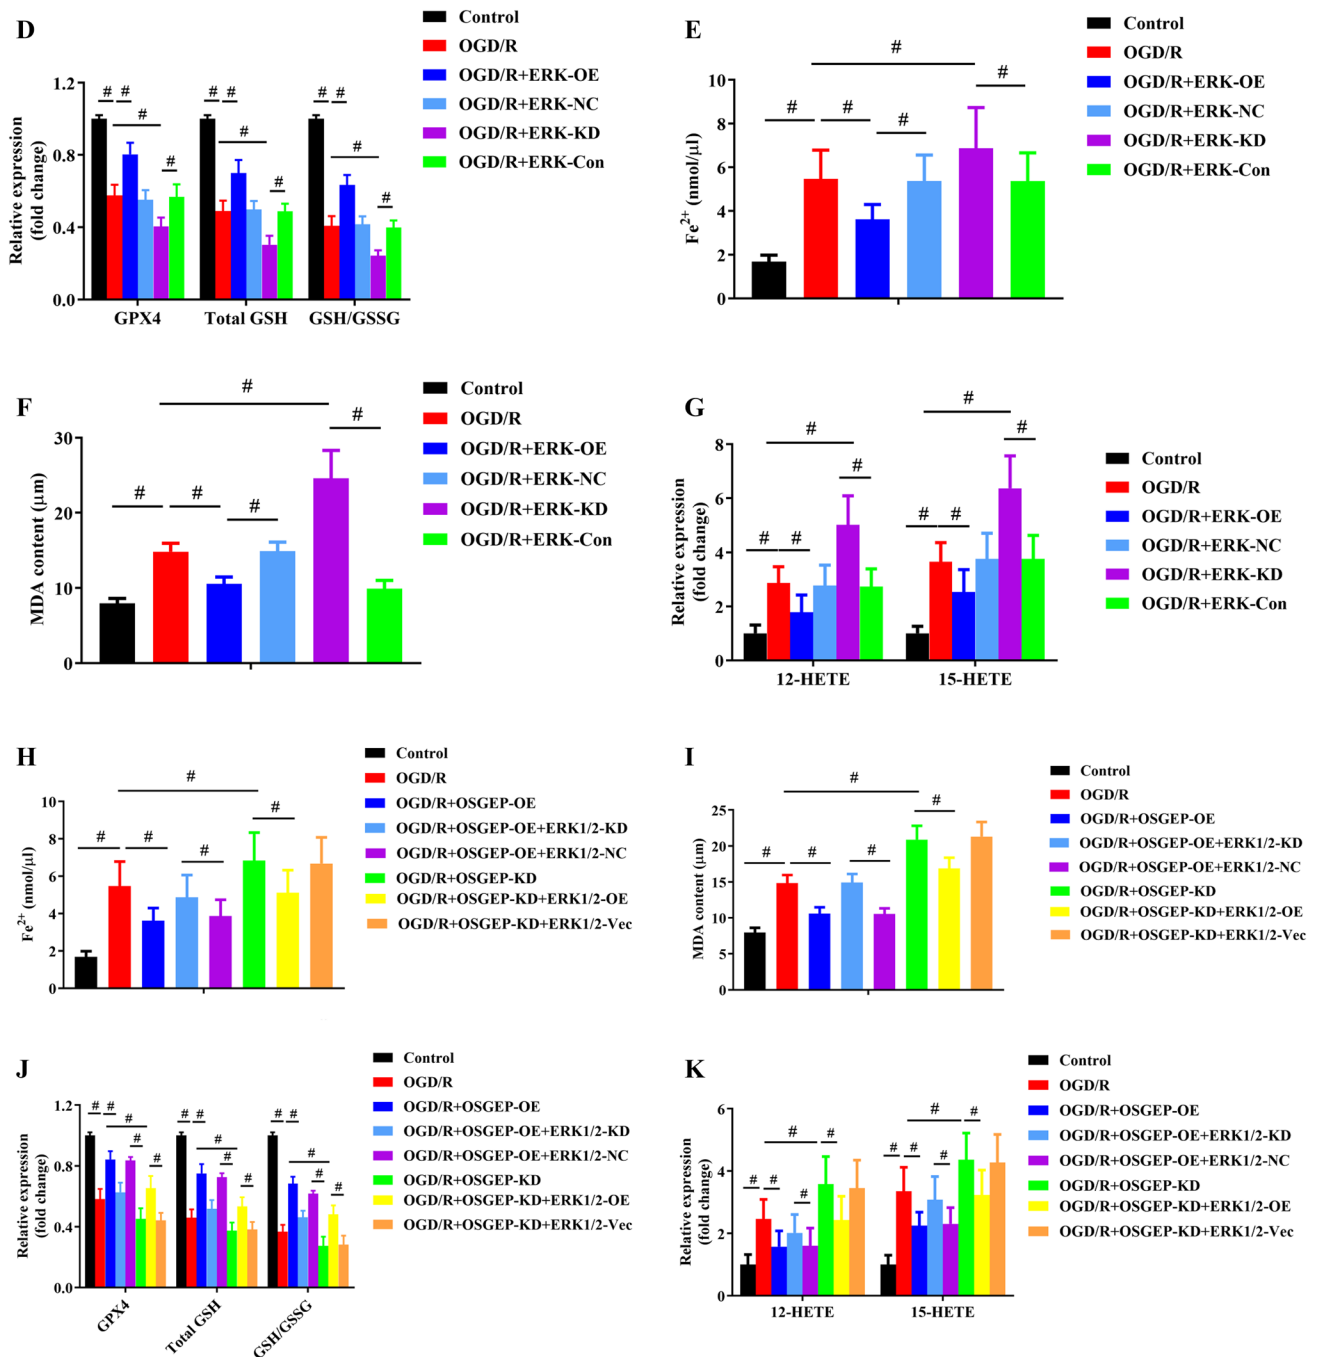 D
Control
OGD/R
OGD/R+ERK-OE
OGD/R+ERK-NC
OGD/R+ERK-KD
OGD/R+ERK-Con
Relative expression
(fold change)
1.2
0.8
0.4
0.0
# # # #
# # # #
# # # #
GPX4
Total GSH
GSH/GSSG
E
Control
OGD/R
OGD/R+ERK-OE
OGD/R+ERK-NC
OGD/R+ERK-KD
OGD/R+ERK-Con
Fe²⁺ (nmol/μl)
10
8
6
4
2
0
# # # # #
F
Control
OGD/R
OGD/R+ERK-OE
OGD/R+ERK-NC
OGD/R+ERK-KD
OGD/R+ERK-Con
MDA content (μm)
30
20
10
0
# # # # #
G
Control
OGD/R
OGD/R+ERK-OE
OGD/R+ERK-NC
OGD/R+ERK-KD
OGD/R+ERK-Con
Relative expression
(fold change)
8
6
4
2
0
# # # #
# # # #
12-HETE
15-HETE
H
Control
OGD/R
OGD/R+OSGEP-OE
OGD/R+OSGEP-OE+ERK1/2-KD
OGD/R+OSGEP-OE+ERK1/2-NC
OGD/R+OSGEP-KD
OGD/R+OSGEP-KD+ERK1/2-OE
OGD/R+OSGEP-KD+ERK1/2-Vec
Fe²⁺ (nmol/μl)
10
8
6
4
2
0
# # # # #
I
Control
OGD/R
OGD/R+OSGEP-OE
OGD/R+OSGEP-OE+ERK1/2-KD
OGD/R+OSGEP-OE+ERK1/2-NC
OGD/R+OSGEP-KD
OGD/R+OSGEP-KD+ERK1/2-OE
OGD/R+OSGEP-KD+ERK1/2-Vec
MDA content (μm)
25
20
15
10
5
0
# # # # #
J
Control
OGD/R
OGD/R+OSGEP-OE
OGD/R+OSGEP-OE+ERK1/2-KD
OGD/R+OSGEP-OE+ERK1/2-NC
OGD/R+OSGEP-KD
OGD/R+OSGEP-KD+ERK1/2-OE
OGD/R+OSGEP-KD+ERK1/2-Vec
Relative expression
(fold change)
1.2
0.8
0.4
0.0
# # # # #
# # # # #
# # # # #
GPX4
Total GSH
GSH/GSSG
K
Control
OGD/R
OGD/R+OSGEP-OE
OGD/R+OSGEP-OE+ERK1/2-KD
OGD/R+OSGEP-OE+ERK1/2-NC
OGD/R+OSGEP-KD
OGD/R+OSGEP-KD+ERK1/2-OE
OGD/R+OSGEP-KD+ERK1/2-Vec
Relative expression
(fold change)
6
4
2
0
# # # # #
# # # # #
12-HETE
15-HETE